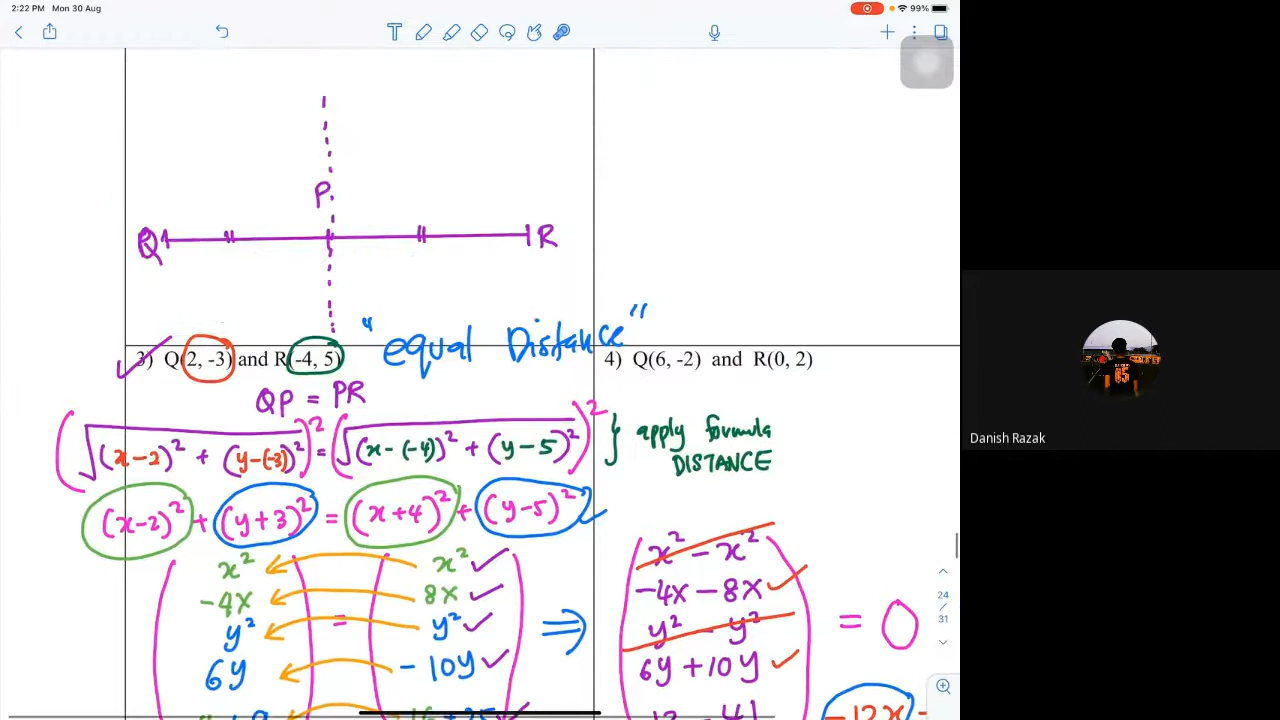 2:22 PM Mon 30 Aug
99%
P
Q
R
"equal Distance"
3) Q(2, -3) and R(-4, 5)
4) Q(6, -2) and R(0, 2)
QP = PR
(√(x-2)² + (y-(-3))²)² = (√(x-(-4))² + (y-5)²)²
} apply formula
DISTANCE
(x-2)² + (y+3)² = (x+4)² + (y-5)²
x² x² x² - x²
-4x 8x -4x - 8x
y² = y² ⇒ y² - y² = 0
6y - 10y 6y + 10y
-12x
24
/
31
Danish Razak